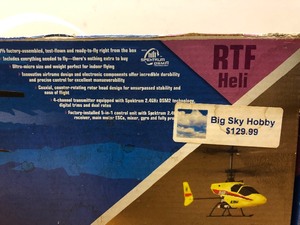 % factory-assembled, test-flown and ready-to-fly right from the box
• Includes everything needed to fly—there's nothing extra to buy
• Ultra-micro size and weight perfect for indoor flying
• Innovative airframe design and electronic components offer incredible durability
and precise control for excellent maneuverability
• Coaxial, counter-rotating rotor head design for unsurpassed stability and
ease of flight
• 4-channel transmitter equipped with Spektrum 2.4GHz DSM2 technology,
digital trims and dual rates
• Factory-installed 5-in-1 control unit with Spektrum 2.4
receiver, main motor ESCs, mixer, gyro and fully pro
SPEKTRUM
RTF
Heli
Big Sky Hobby
$129.99